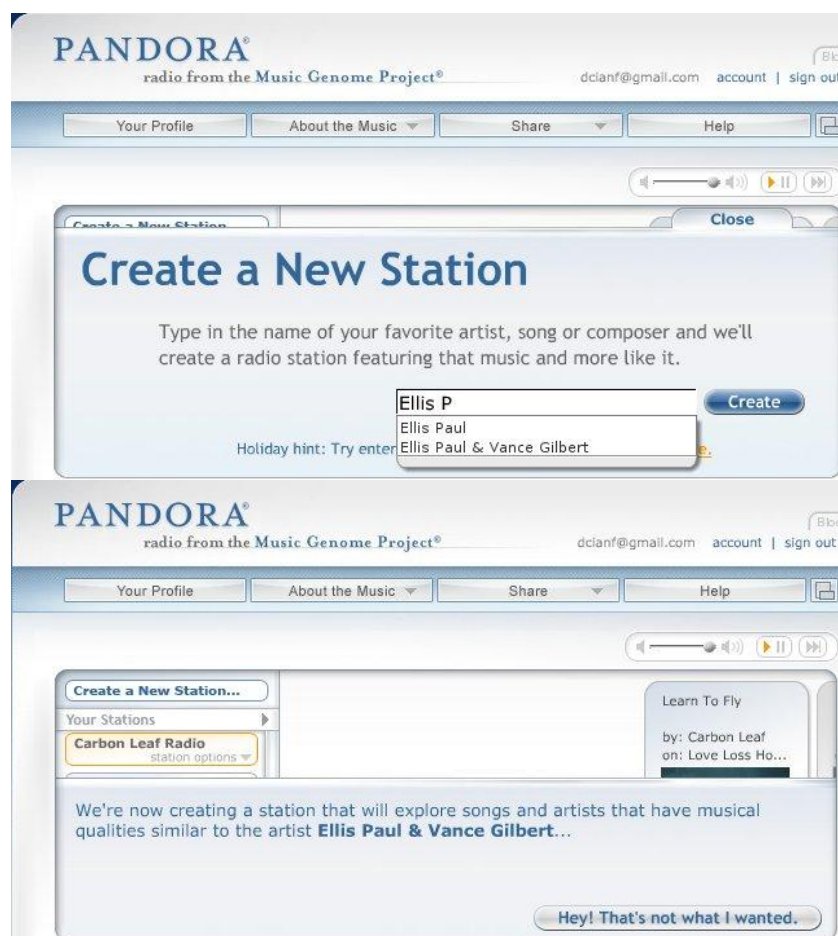 PANDORA®
radio from the Music Genome Project®
dcianf@gmail.com account | sign out
Your Profile About the Music Share Help
Create a New Station
Close
Create a New Station
Type in the name of your favorite artist, song or composer and we'll
create a radio station featuring that music and more like it.
Ellis P
Create
Ellis Paul
Holiday hint: Try enter Ellis Paul & Vance Gilbert e.
PANDORA®
radio from the Music Genome Project®
dcianf@gmail.com account | sign out
Your Profile About the Music Share Help
Create a New Station...
Your Stations
Carbon Leaf Radio
station options
Learn To Fly
by: Carbon Leaf
on: Love Loss Ho...
We're now creating a station that will explore songs and artists that have musical
qualities similar to the artist Ellis Paul & Vance Gilbert...
Hey! That's not what I wanted.